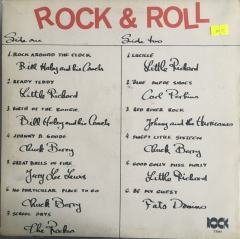 ROCK & ROLL
Side one
1. ROCK AROUND THE CLOCK
Bill Haley and his Comets
2. READY TEDDY
Little Richard
3. BIRTH OF THE BOOGIE
Bill Haley and his Comets
4. JOHNNY B. GOODE
Chuck Berry
5. GREAT BALLS OF FIRE
Jerry Lee Lewis
6. NO PARTICULAR PLACE TO GO
Chuck Berry
7. SCHOOL DAYS
The Rockers
Side two
1. LUCILLE
Little Richard
2. BLUE SUEDE SHOES
Carl Perkins
3. RED RIVER ROCK
Johnny and the Hurricanes
4. SWEET LITTLE SIXTEEN
Chuck Berry
5. GOOD GOLLY MISS MOLLY
Little Richard
6. BE MY GUEST
Fats Domino
ROCK